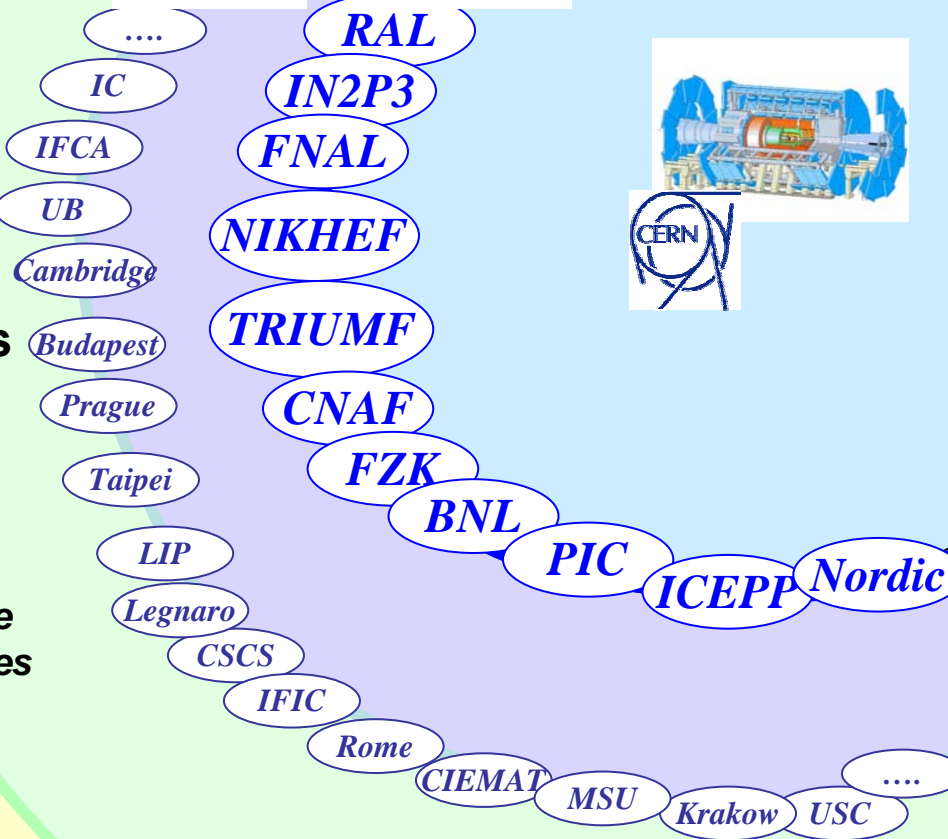 ....
RAL
IC
IN2P3
IFCA
FNAL
UB
NIKHEF
CERN
Cambridge
s
Budapest
TRIUMF
Prague
CNAF
Taipei
FZK
BNL
LIP
PIC
ICEPP
Nordic
Legnaro
e
CSCS
es
IFIC
Rome
CIEMAT
MSU
Krakow
USC
....